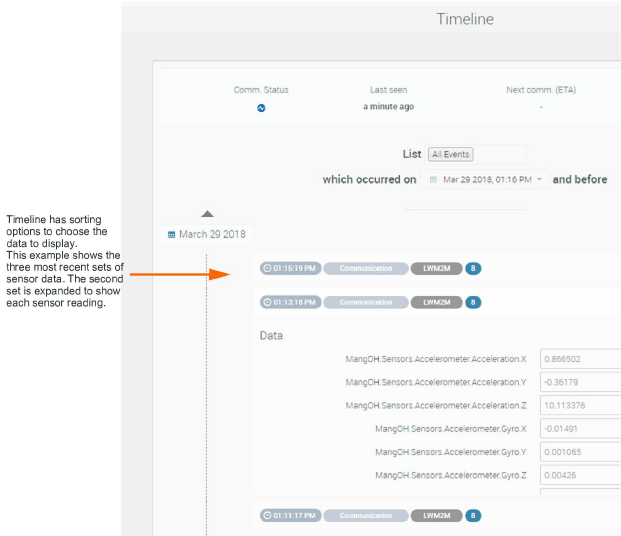 Timeline
Comm. Status
Last seen
Next comm. (ETA)
a minute ago
-
List All Events
which occurred on Mar 29 2018, 01:16 PM and before
March 29 2018
Timeline has sorting
options to choose the
data to display.
This example shows the
three most recent sets of
sensor data. The second
set is expanded to show
each sensor reading.
01:15:19 PM Communication LWM2M 8
01:13:18 PM Communication LWM2M 8
Data
MangOH.Sensors.Accelerometer.Acceleration.X 0.866502
MangOH.Sensors.Accelerometer.Acceleration.Y -0.36179
MangOH.Sensors.Accelerometer.Acceleration.Z 10.113376
MangOH.Sensors.Accelerometer.Gyro.X -0.01491
MangOH.Sensors.Accelerometer.Gyro.Y 0.001065
MangOH.Sensors.Accelerometer.Gyro.Z 0.00426
01:11:17 PM Communication LWM2M 8